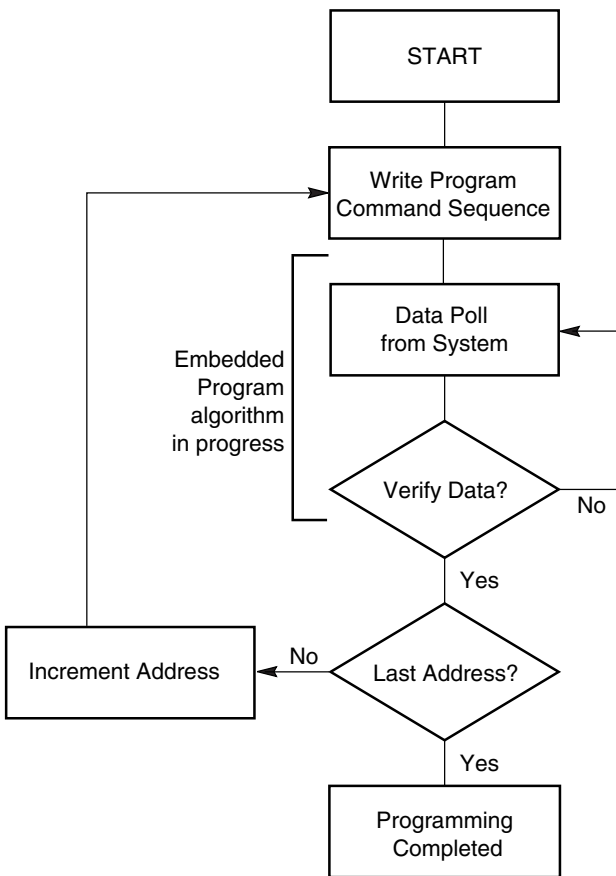 START
Write Program
Command Sequence
Data Poll
from System
Embedded
Program
algorithm
in progress
Verify Data?
No
Yes
Last Address?
No
Increment Address
Yes
Programming
Completed